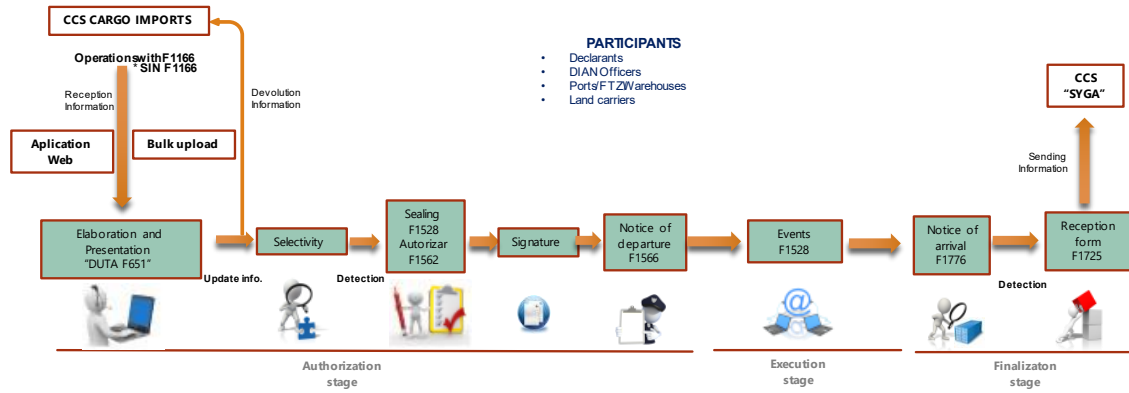 CCS CARGO IMPORTS
OperationswithF1166
* SIN F1166
Reception
Information
Devolution
Information
Aplication
Web
Bulk upload
PARTICIPANTS
• Declarants
• DIAN Officers
• Ports/FTZ/Warehouses
• Land carriers
CCS
"SYGA"
Sending
Information
Elaboration and
Presentation
"DUTA F651"
Update info.
Selectivity
Detection
Sealing
F1528
Autorizar
F1562
Signature
Notice of
departure
F1566
Events
F1528
Notice of
arrival
F1776
Detection
Reception
form
F1725
Authorization
stage
Execution
stage
Finalizaton
stage